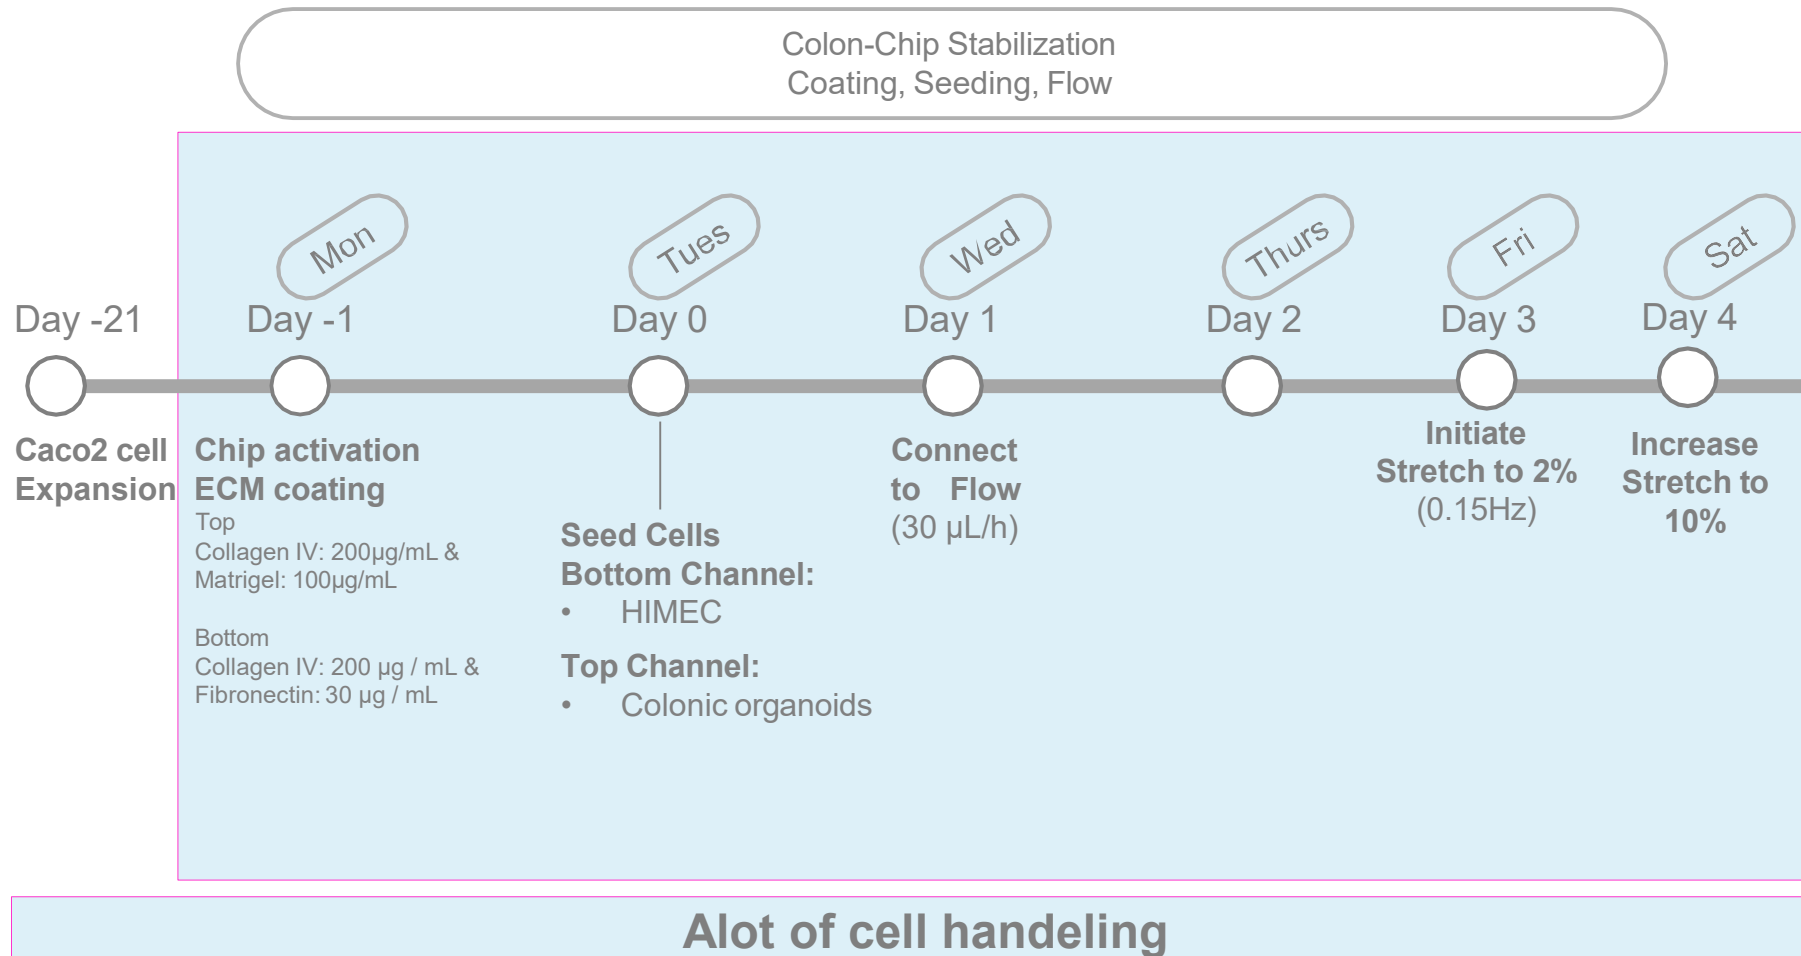 Colon-Chip Stabilization
Coating, Seeding, Flow
Mon
Tues
Wed
Thurs
Fri
Sat
Day -21
Day -1
Day 0
Day 1
Day 2
Day 3
Day 4
Caco2 cell
Expansion
Chip activation
ECM coating
Top
Collagen IV: 200µg/mL &
Matrigel: 100µg/mL
Bottom
Collagen IV: 200 µg / mL &
Fibronectin: 30 µg / mL
Seed Cells
Bottom Channel:
• HIMEC
Top Channel:
• Colonic organoids
Connect
to Flow
(30 µL/h)
Initiate
Stretch to 2%
(0.15Hz)
Increase
Stretch to
10%
Alot of cell handeling